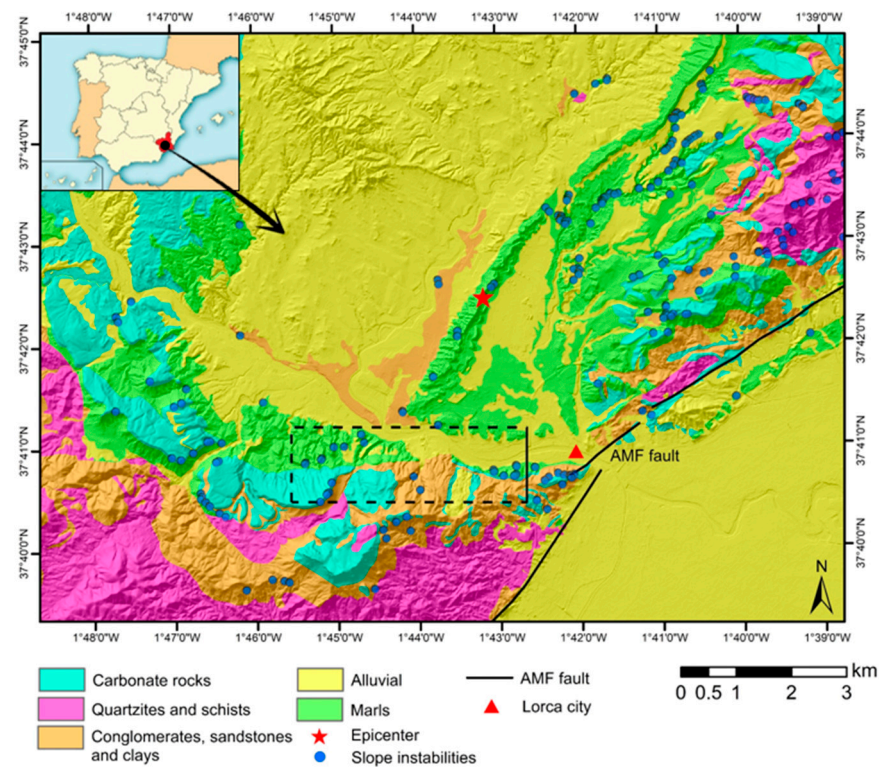 1°48'0"W 1°47'0"W 1°46'0"W 1°45'0"W 1°44'0"W 1°43'0"W 1°42'0"W 1°41'0"W 1°40'0"W 1°39'0"W
37°45'0"N
37°44'0"N
37°43'0"N
37°42'0"N
37°41'0"N
37°40'0"N
37°44'0"N
37°43'0"N
37°42'0"N
37°41'0"N
37°40'0"N
AMF fault
N
1°48'0"W 1°47'0"W 1°46'0"W 1°45'0"W 1°44'0"W 1°43'0"W 1°42'0"W 1°41'0"W 1°40'0"W 1°39'0"W
Carbonate rocks
Quartzites and schists
Conglomerates, sandstones
and clays
Alluvial
Marls
Epicenter
Slope instabilities
AMF fault
Lorca city
km
0 0.5 1 2 3